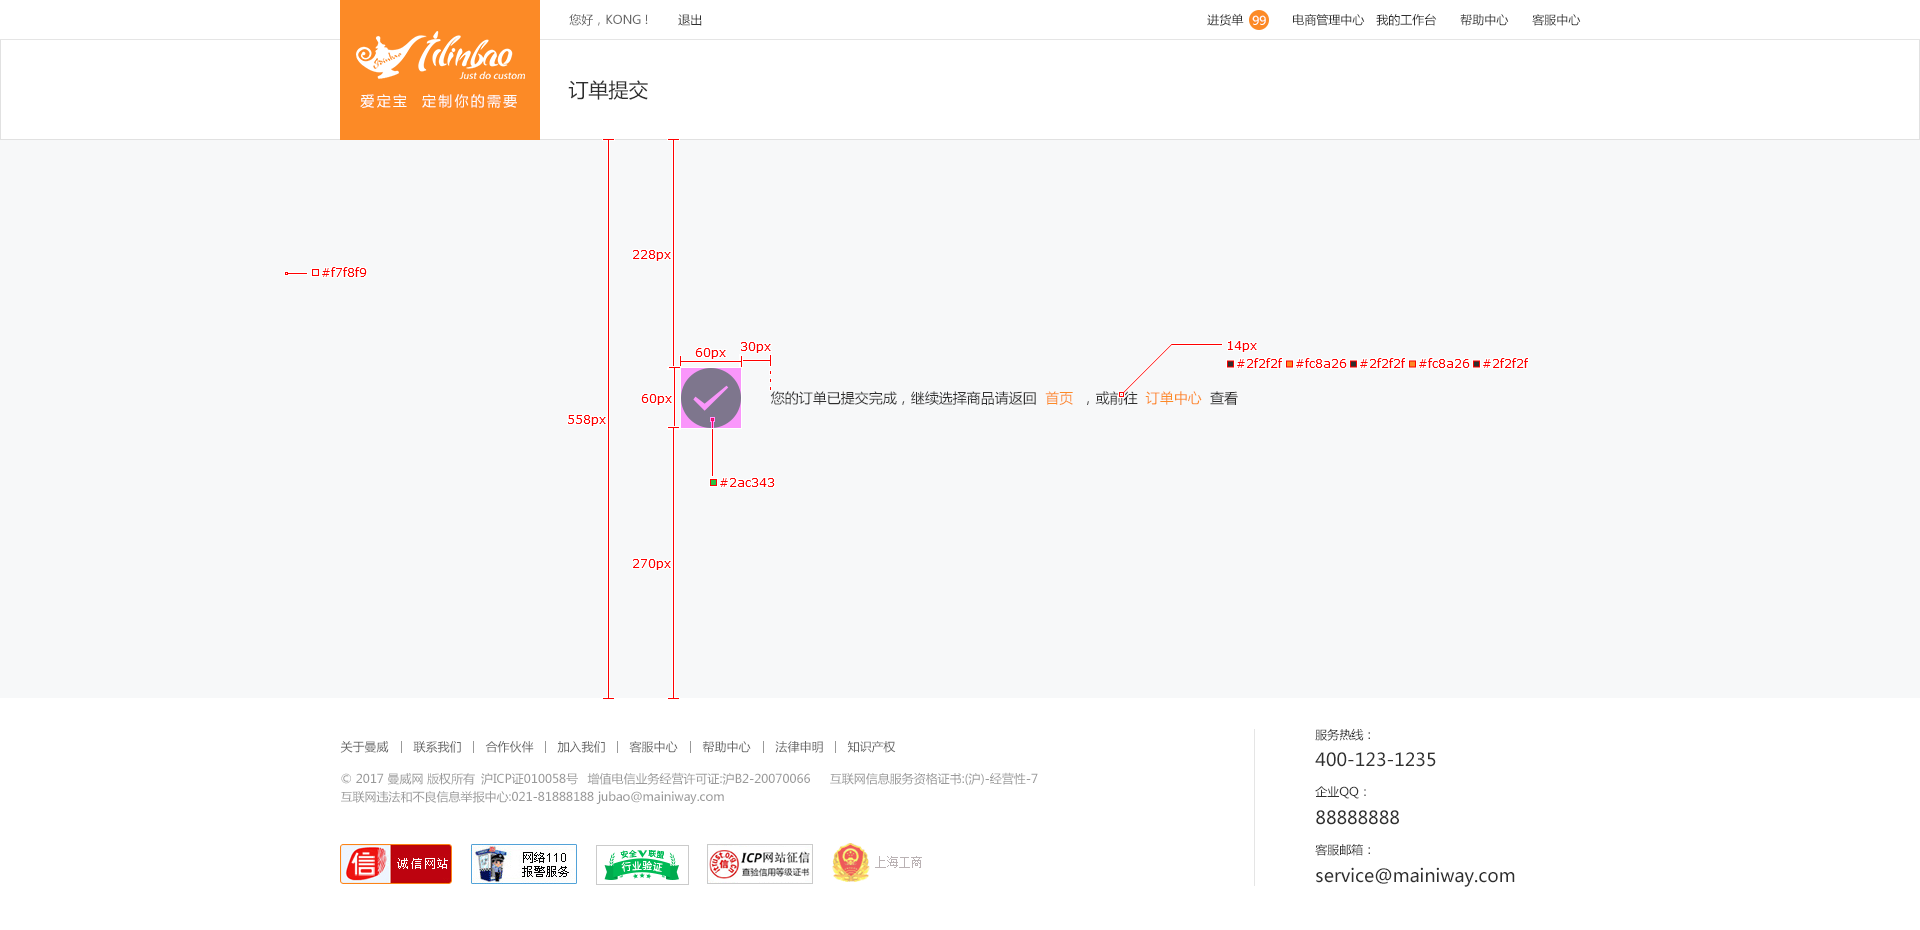 您好，KONG！ 退出 进货单 99 电商管理中心 我的工作台 帮助中心 客服中心
tilinbao
Just do custom
爱定宝 定制你的需要
订单提交
228px
#f7f8f9
60px 30px
14px
#2f2f2f #fc8a26 #2f2f2f #fc8a26 #2f2f2f
60px
您的订单已提交完成，继续选择商品请返回 首页 ，或前往 订单中心 查看
558px
#2ac343
270px
关于曼威 | 联系我们 | 合作伙伴 | 加入我们 | 客服中心 | 帮助中心 | 法律申明 | 知识产权
© 2017 曼威网 版权所有 沪ICP证010058号 增值电信业务经营许可证:沪B2-20070066 互联网信息服务资格证书:(沪)-经营性-7
互联网违法和不良信息举报中心:021-81888188 jubao@mainiway.com
信 诚信网站
网络110
报警服务
安全V联盟
行业验证
信 ICP网站征信
直验信用等级证书
上海工商
服务热线：
400-123-1235
企业QQ：
88888888
客服邮箱：
service@mainiway.com